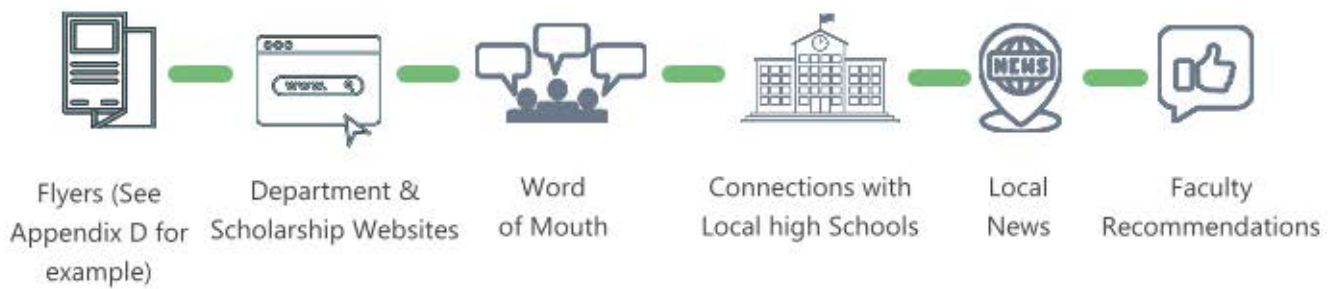 www.
NEWS
Flyers (See
Appendix D for
example)
Department &
Scholarship Websites
Word
of Mouth
Connections with
Local high Schools
Local
News
Faculty
Recommendations